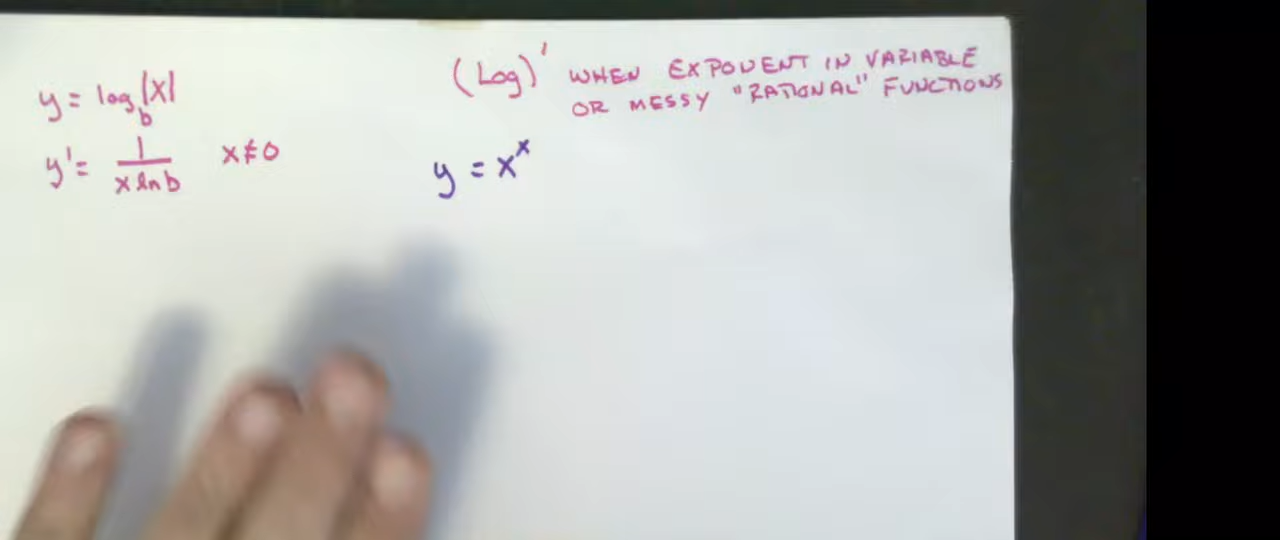 y = log_b |x|
y' = 1 / (x ln b)  x ≠ 0
(Log)' WHEN EXPONENT IN VARIABLE
OR MESSY "RATIONAL" FUNCTIONS
y = x^x